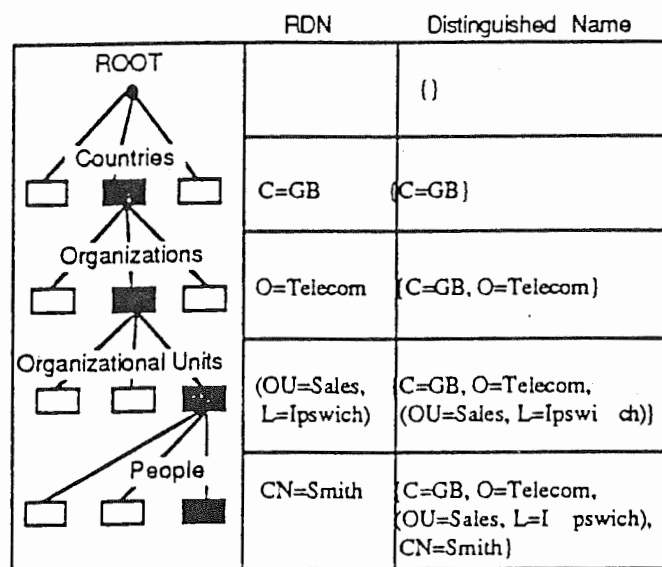 RDN Distinguished Name
ROOT
{}
Countries
C=GB {C=GB}
Organizations
O=Telecom {C=GB, O=Telecom}
Organizational Units
(OU=Sales, L=Ipswich)
{C=GB, O=Telecom,
(OU=Sales, L=Ipswi ch)}
People
CN=Smith
{C=GB, O=Telecom,
(OU=Sales, L=I pswich),
CN=Smith}